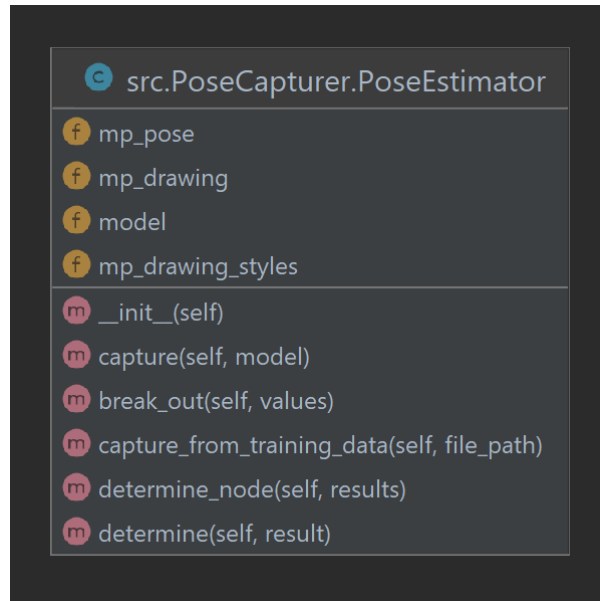 C src.PoseCapturer.PoseEstimator
f mp_pose
f mp_drawing
f model
f mp_drawing_styles
m __init__(self)
m capture(self, model)
m break_out(self, values)
m capture_from_training_data(self, file_path)
m determine_node(self, results)
m determine(self, result)